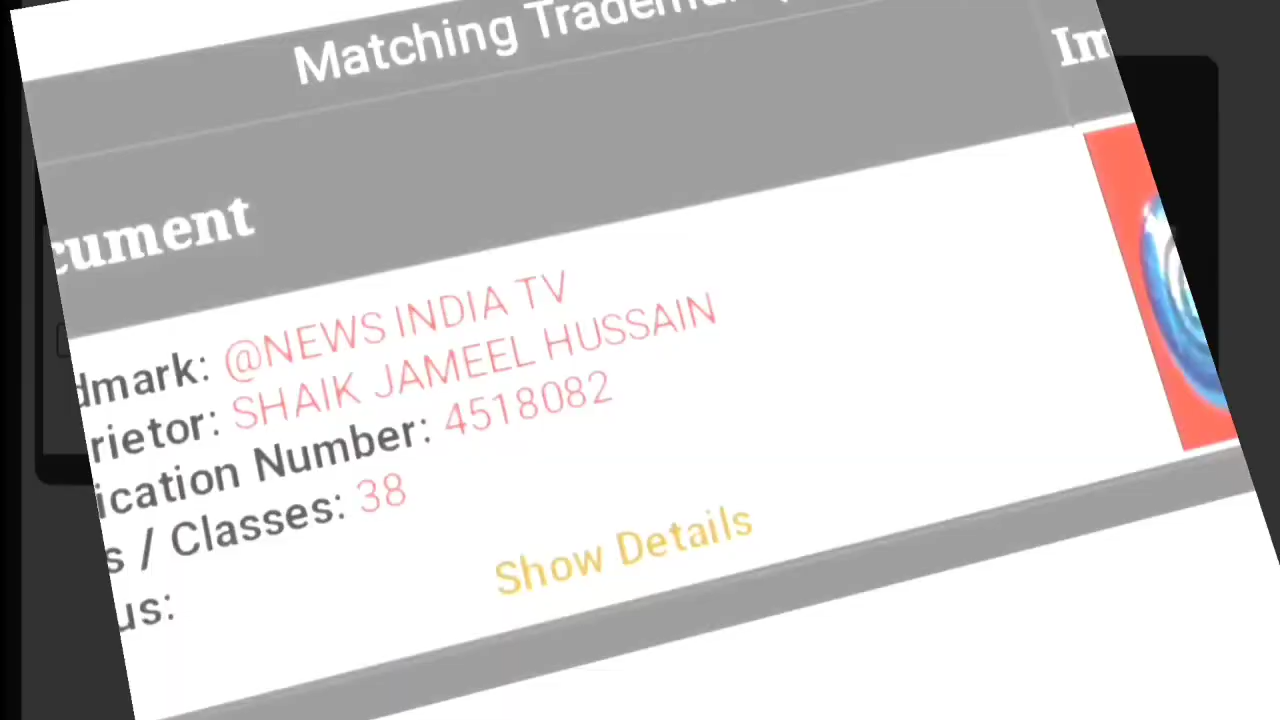 Matching
Im
cument
dmark: @NEWS INDIA TV
rietor: SHAIK JAMEEL HUSSAIN
ication Number: 4518082
s / Classes: 38
us:
Show Details